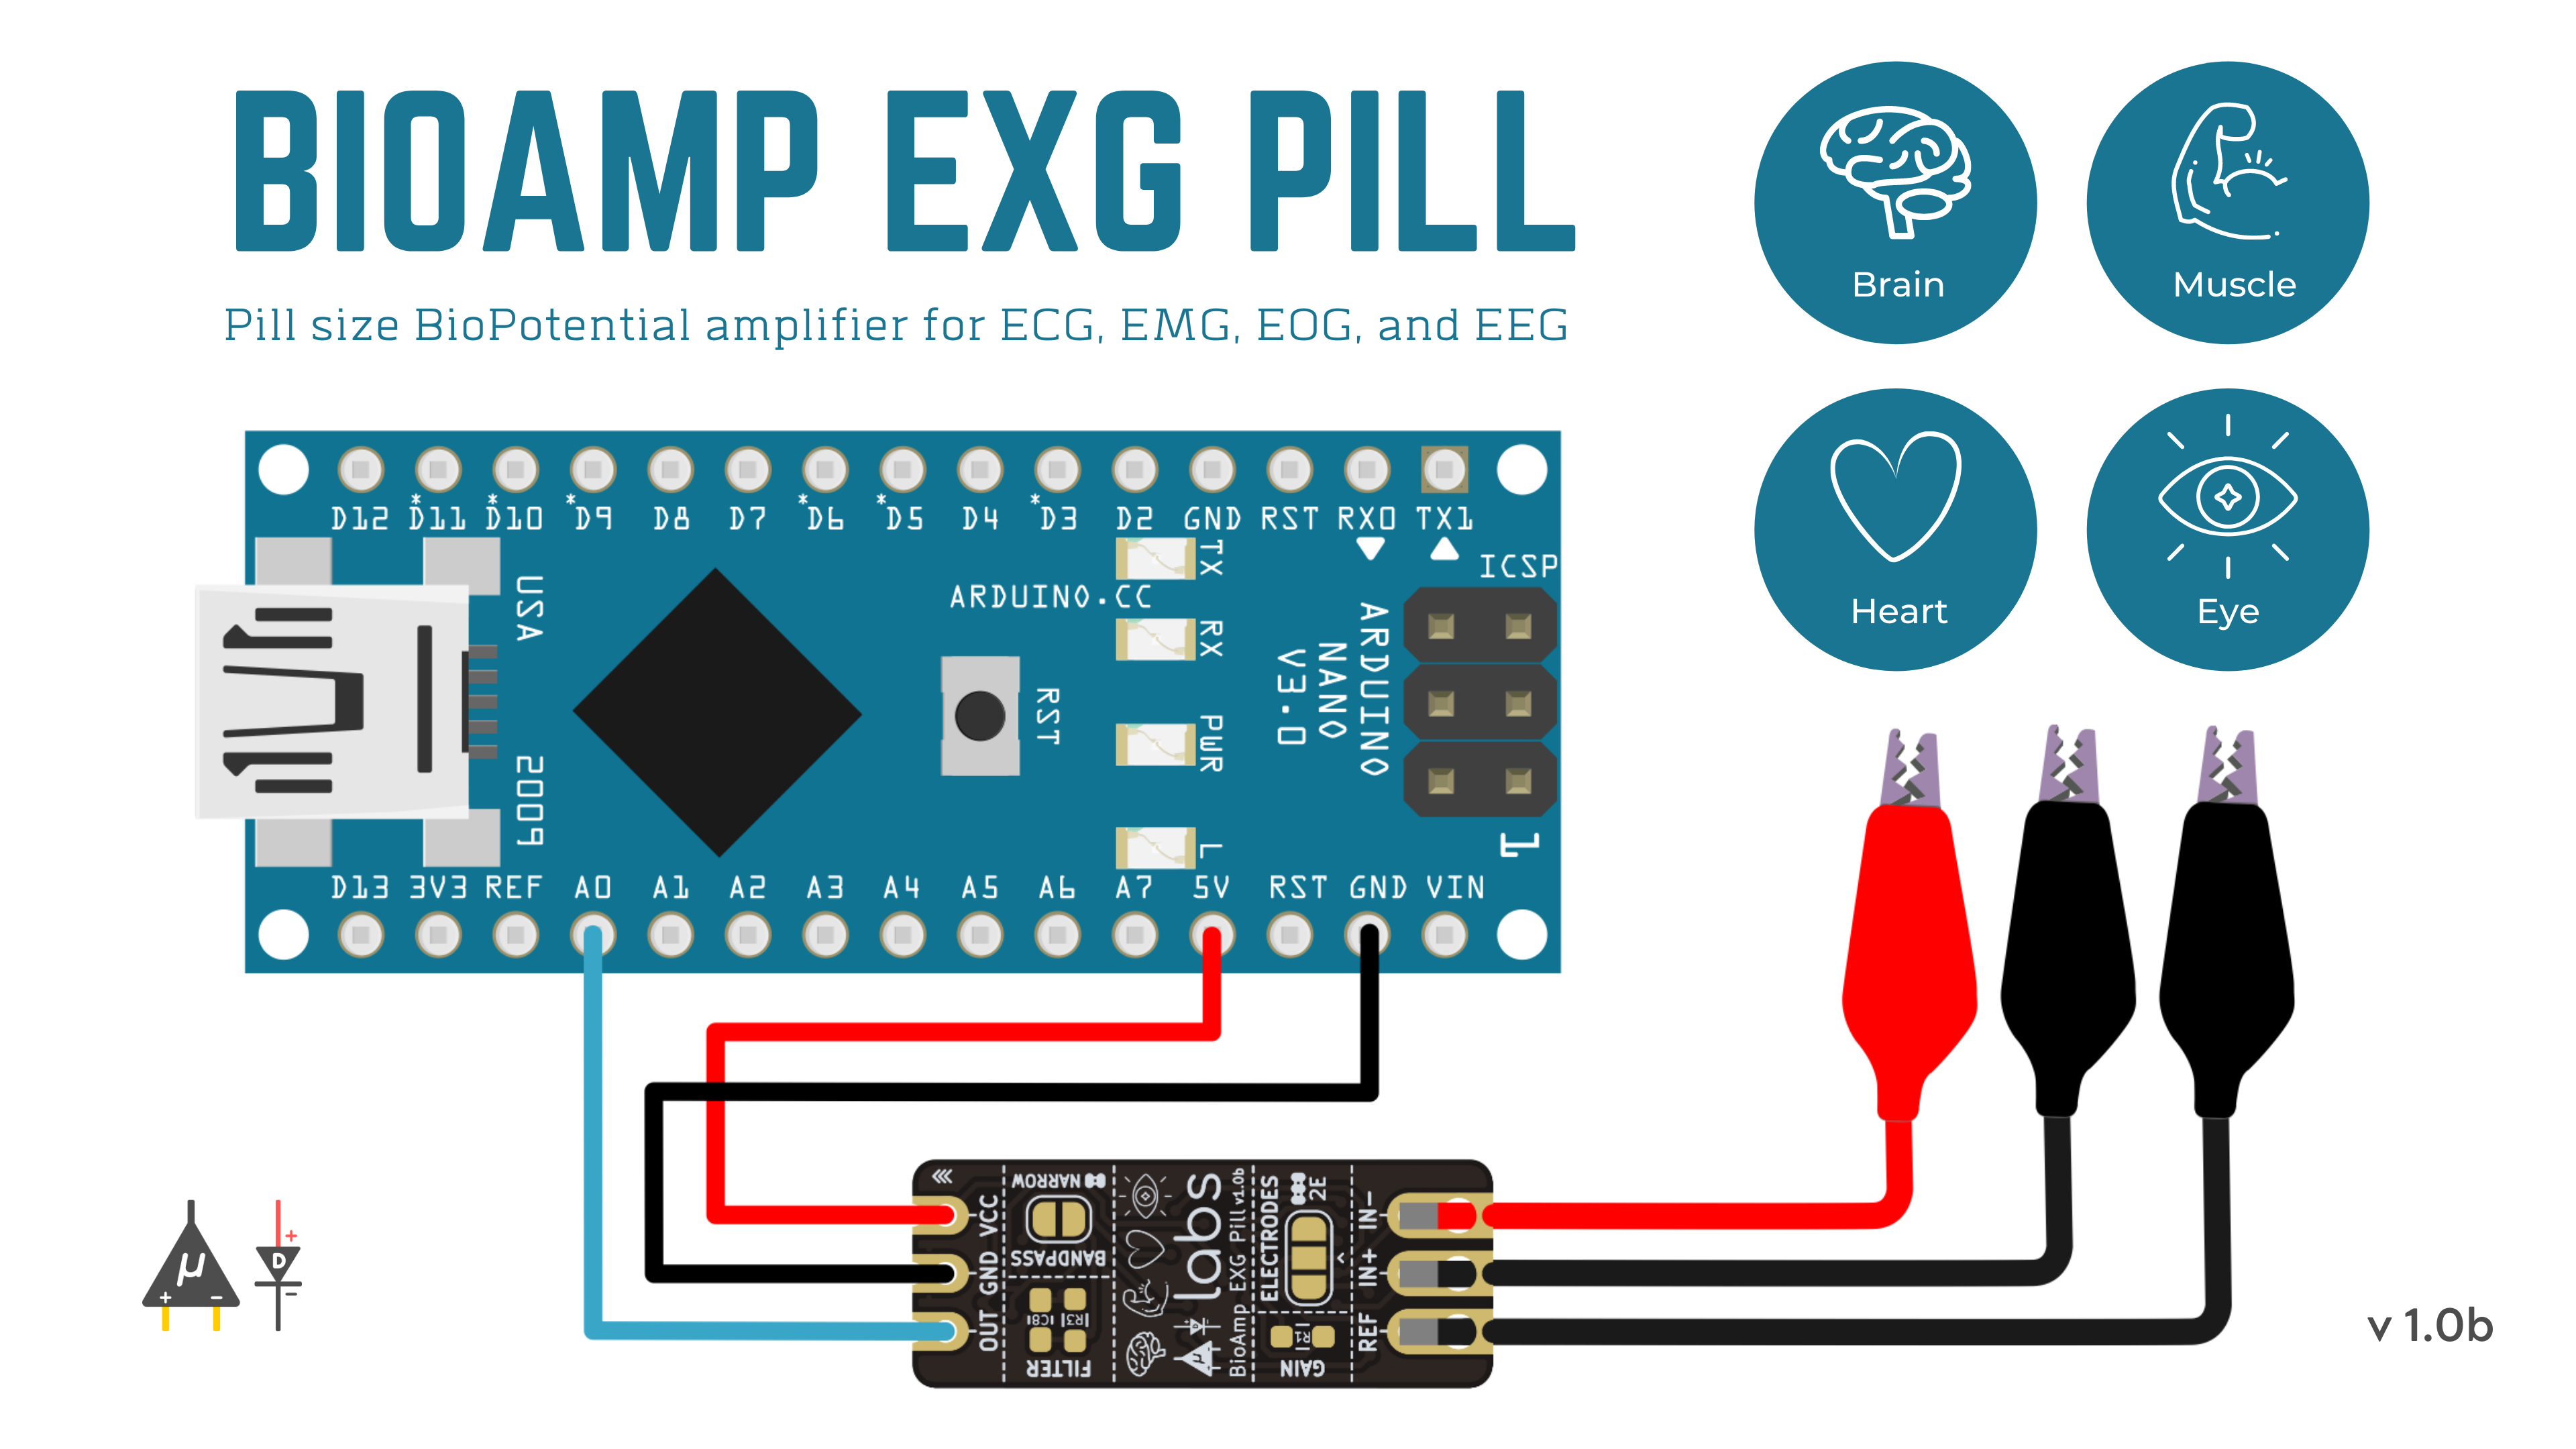 BIOAMP EXG PILL
Pill size BioPotential amplifier for ECG, EMG, EOG, and EEG
Brain
Muscle
Heart
Eye
D12 *D11 *D10 *D9 D8 D7 *D6 *D5 D4 *D3 D2 GND RST RX0 TX1
USA
2009
ARDUINO.CC
RST
TX
RX
PWR
L
ARDUINO
NANO
V3.0
ICSP
1
D13 3V3 REF A0 A1 A2 A3 A4 A5 A6 A7 5V RST GND VIN
VCC
GND
OUT
NARROW
BANDPASS
C8
R3
FILTER
labs
BioAmp EXG Pill v1.0b
ELECTRODES
2E
R1
GAIN
IN-
IN+
REF
μ
+ -
D
+
-
v 1.0b